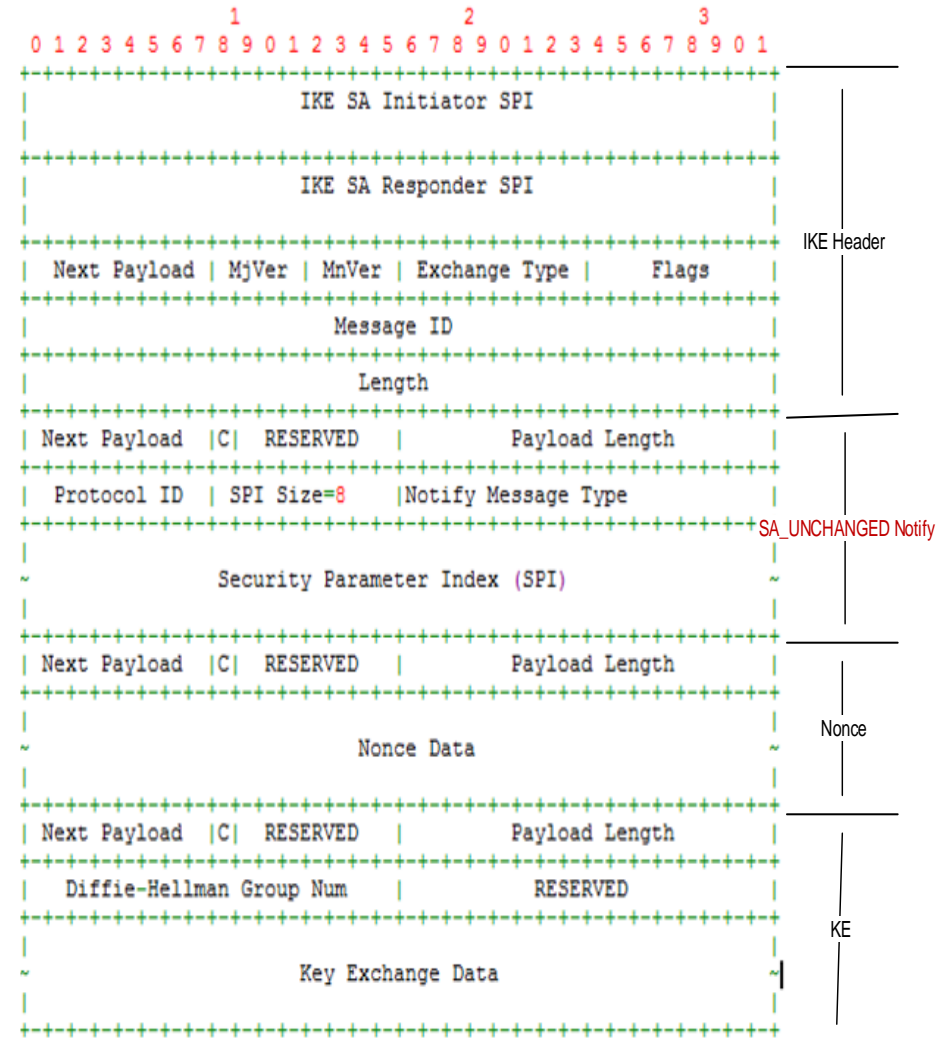 1 2 3
0 1 2 3 4 5 6 7 8 9 0 1 2 3 4 5 6 7 8 9 0 1 2 3 4 5 6 7 8 9 0 1
+-+-+-+-+-+-+-+-+-+-+-+-+-+-+-+-+-+-+-+-+-+-+-+-+-+-+-+-+-+-+-+-+
| IKE SA Initiator SPI |
| |
+-+-+-+-+-+-+-+-+-+-+-+-+-+-+-+-+-+-+-+-+-+-+-+-+-+-+-+-+-+-+-+-+
| IKE SA Responder SPI |
| |
+-+-+-+-+-+-+-+-+-+-+-+-+-+-+-+-+-+-+-+-+-+-+-+-+-+-+-+-+-+-+-+-+
IKE Header
| Next Payload | MjVer | MnVer | Exchange Type | Flags |
+-+-+-+-+-+-+-+-+-+-+-+-+-+-+-+-+-+-+-+-+-+-+-+-+-+-+-+-+-+-+-+-+
| Message ID |
+-+-+-+-+-+-+-+-+-+-+-+-+-+-+-+-+-+-+-+-+-+-+-+-+-+-+-+-+-+-+-+-+
| Length |
+-+-+-+-+-+-+-+-+-+-+-+-+-+-+-+-+-+-+-+-+-+-+-+-+-+-+-+-+-+-+-+-+
| Next Payload |C| RESERVED | Payload Length |
+-+-+-+-+-+-+-+-+-+-+-+-+-+-+-+-+-+-+-+-+-+-+-+-+-+-+-+-+-+-+-+-+
| Protocol ID | SPI Size=8 |Notify Message Type |
+-+-+-+-+-+-+-+-+-+-+-+-+-+-+-+-+-+-+-+-+-+-+-+-+-+-+-+-+-+-+-+
SA_UNCHANGED Notify
| |
~ Security Parameter Index (SPI) ~
| |
+-+-+-+-+-+-+-+-+-+-+-+-+-+-+-+-+-+-+-+-+-+-+-+-+-+-+-+-+-+-+-+-+
| Next Payload |C| RESERVED | Payload Length |
+-+-+-+-+-+-+-+-+-+-+-+-+-+-+-+-+-+-+-+-+-+-+-+-+-+-+-+-+-+-+-+-+
| |
Nonce
~ Nonce Data ~
| |
+-+-+-+-+-+-+-+-+-+-+-+-+-+-+-+-+-+-+-+-+-+-+-+-+-+-+-+-+-+-+-+-+
| Next Payload |C| RESERVED | Payload Length |
+-+-+-+-+-+-+-+-+-+-+-+-+-+-+-+-+-+-+-+-+-+-+-+-+-+-+-+-+-+-+-+-+
| Diffie-Hellman Group Num | RESERVED |
+-+-+-+-+-+-+-+-+-+-+-+-+-+-+-+-+-+-+-+-+-+-+-+-+-+-+-+-+-+-+-+-+
KE
| |
~ Key Exchange Data ~
| |
+-+-+-+-+-+-+-+-+-+-+-+-+-+-+-+-+-+-+-+-+-+-+-+-+-+-+-+-+-+-+-+-+